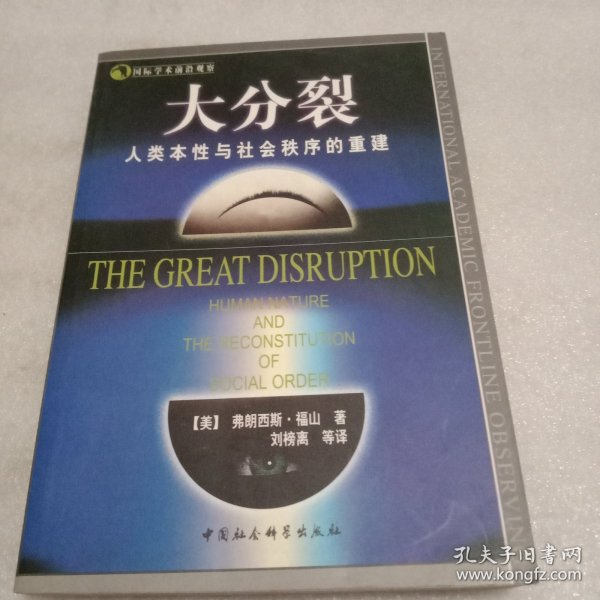 国际学术前沿观察
大分裂
人类本性与社会秩序的重建
THE GREAT DISRUPTION
HUMAN NATURE
AND
THE RECONSTITUTION
OF
SOCIAL ORDER
【美】 弗朗西斯·福山 著
刘榜离 等译
中国社会科学出版社
INTERNATIONAL ACADEMIC FRONTLINE OBSERVIN
孔夫子旧书网
www.kongfz.com